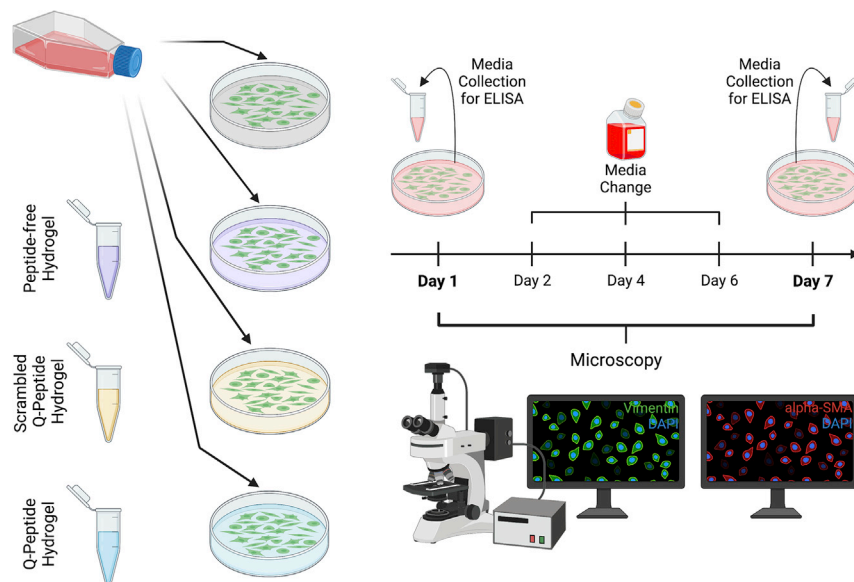 Peptide-free
Hydrogel
Scrambled
Q-Peptide
Hydrogel
Q-Peptide
Hydrogel
Media
Collection
for ELISA
Media
Collection
for ELISA
Media
Change
Day 1
Day 2
Day 4
Day 6
Day 7
Microscopy
Vimentin
DAPI
alpha-SMA
DAPI